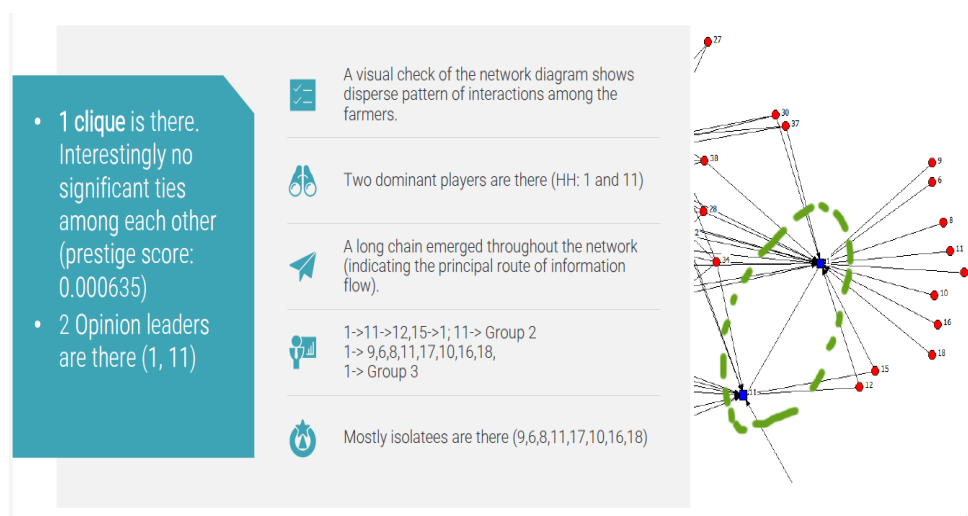 • 1 clique is there.
Interestingly no
significant ties
among each other
(prestige score:
0.000635)
• 2 Opinion leaders
are there (1, 11)
A visual check of the network diagram shows
disperse pattern of interactions among the
farmers.
Two dominant players are there (HH: 1 and 11)
A long chain emerged throughout the network
(indicating the principal route of information
flow).
1->11->12,15->1; 11-> Group 2
1-> 9,6,8,11,17,10,16,18,
1-> Group 3
Mostly isolatees are there (9,6,8,11,17,10,16,18)
27
30
37
38
9
6
28
8
2
11
34
1
10
16
18
15
12
11